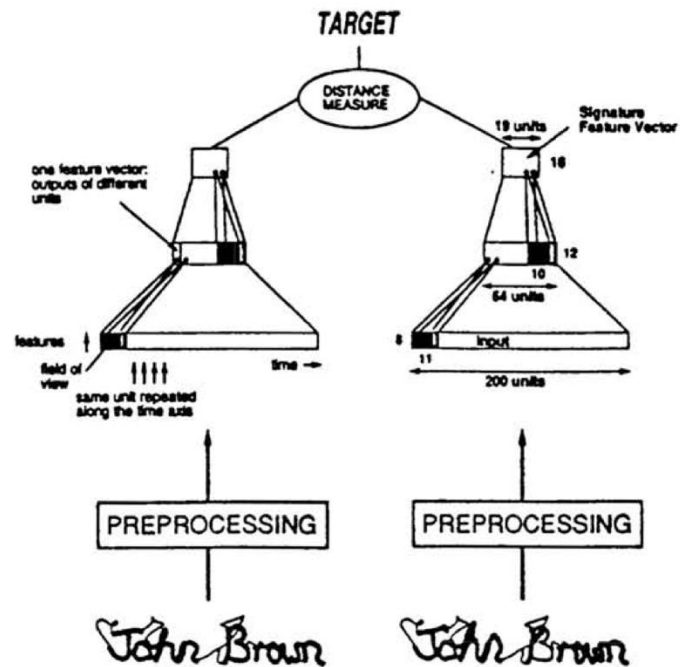 TARGET
DISTANCE
MEASURE
one feature vector:
outputs of different
units
features
field of
view
same unit repeated
along the time axis
time
PREPROCESSING
John Brown
19 units
Signature
Feature Vector
16
12
10
64 units
8
11
input
200 units
PREPROCESSING
John Brown